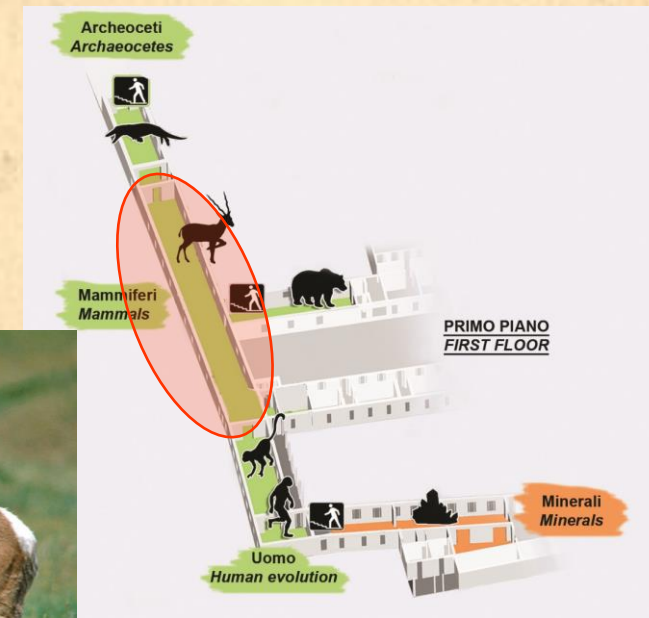 Archeoceti
Archaeocetes
Mammiferi
Mammals
PRIMO PIANO
FIRST FLOOR
Minerali
Minerals
Uomo
Human evolution